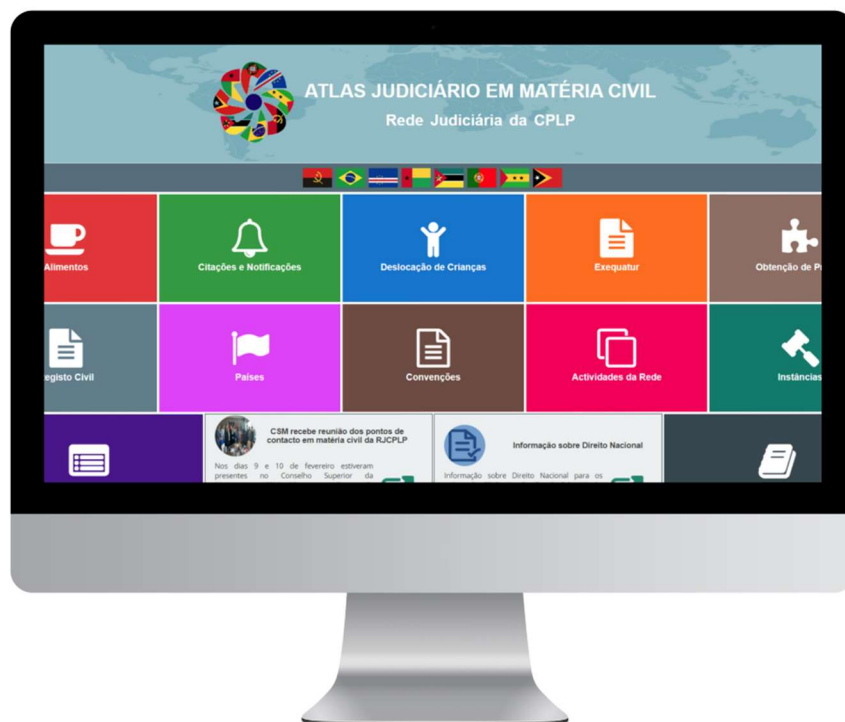 ATLAS JUDICIÁRIO EM MATÉRIA CIVIL
Rede Judiciária da CPLP
Alimentos
Citações e Notificações
Deslocação de Crianças
Exequatur
Obtenção de P
egisto Civil
Países
Convenções
Actividades da Rede
Instâncias
CSM recebe reunião dos pontos de
contacto em matéria civil da RJCPLP
Nos dias 9 e 10 de fevereiro estiveram
presentes no Conselho Superior da
Informação sobre Direito Nacional
Informação sobre Direito Nacional para os